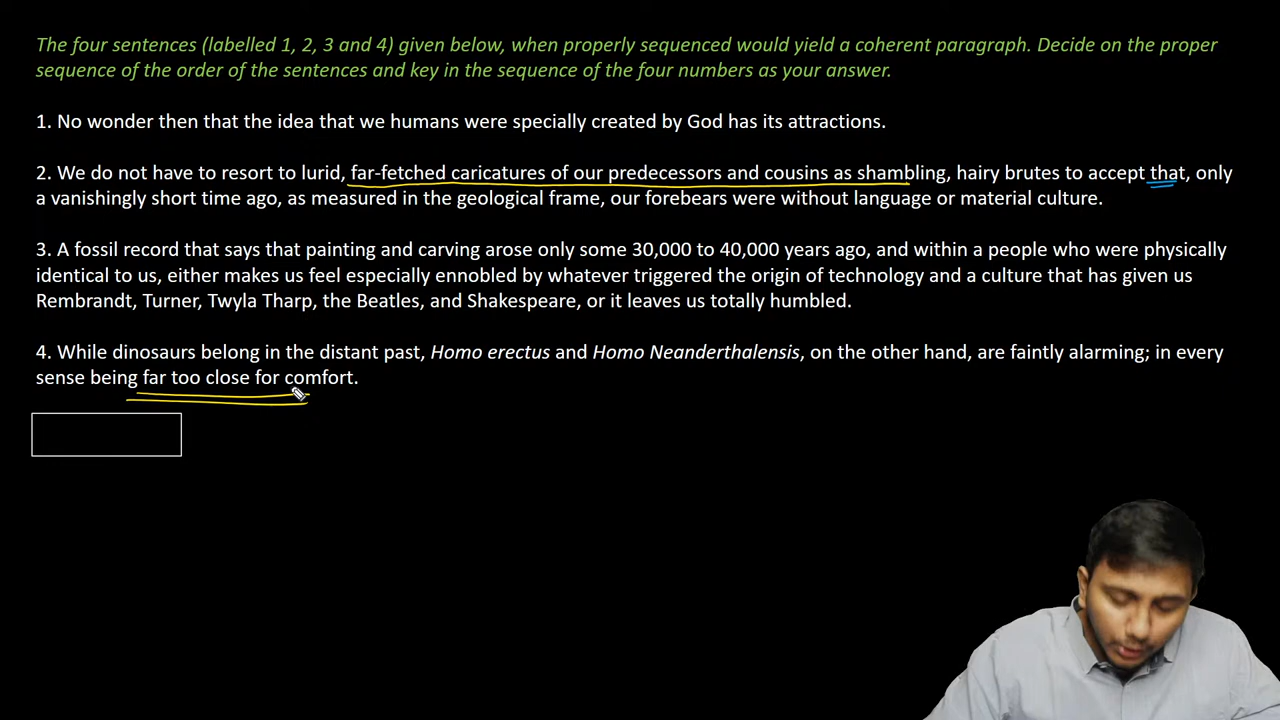 The four sentences (labelled 1, 2, 3 and 4) given below, when properly sequenced would yield a coherent paragraph. Decide on the proper
sequence of the order of the sentences and key in the sequence of the four numbers as your answer.
1. No wonder then that the idea that we humans were specially created by God has its attractions.
2. We do not have to resort to lurid, far-fetched caricatures of our predecessors and cousins as shambling, hairy brutes to accept that, only
a vanishingly short time ago, as measured in the geological frame, our forebears were without language or material culture.
3. A fossil record that says that painting and carving arose only some 30,000 to 40,000 years ago, and within a people who were physically
identical to us, either makes us feel especially ennobled by whatever triggered the origin of technology and a culture that has given us
Rembrandt, Turner, Twyla Tharp, the Beatles, and Shakespeare, or it leaves us totally humbled.
4. While dinosaurs belong in the distant past, Homo erectus and Homo Neanderthalensis, on the other hand, are faintly alarming; in every
sense being far too close for comfort.